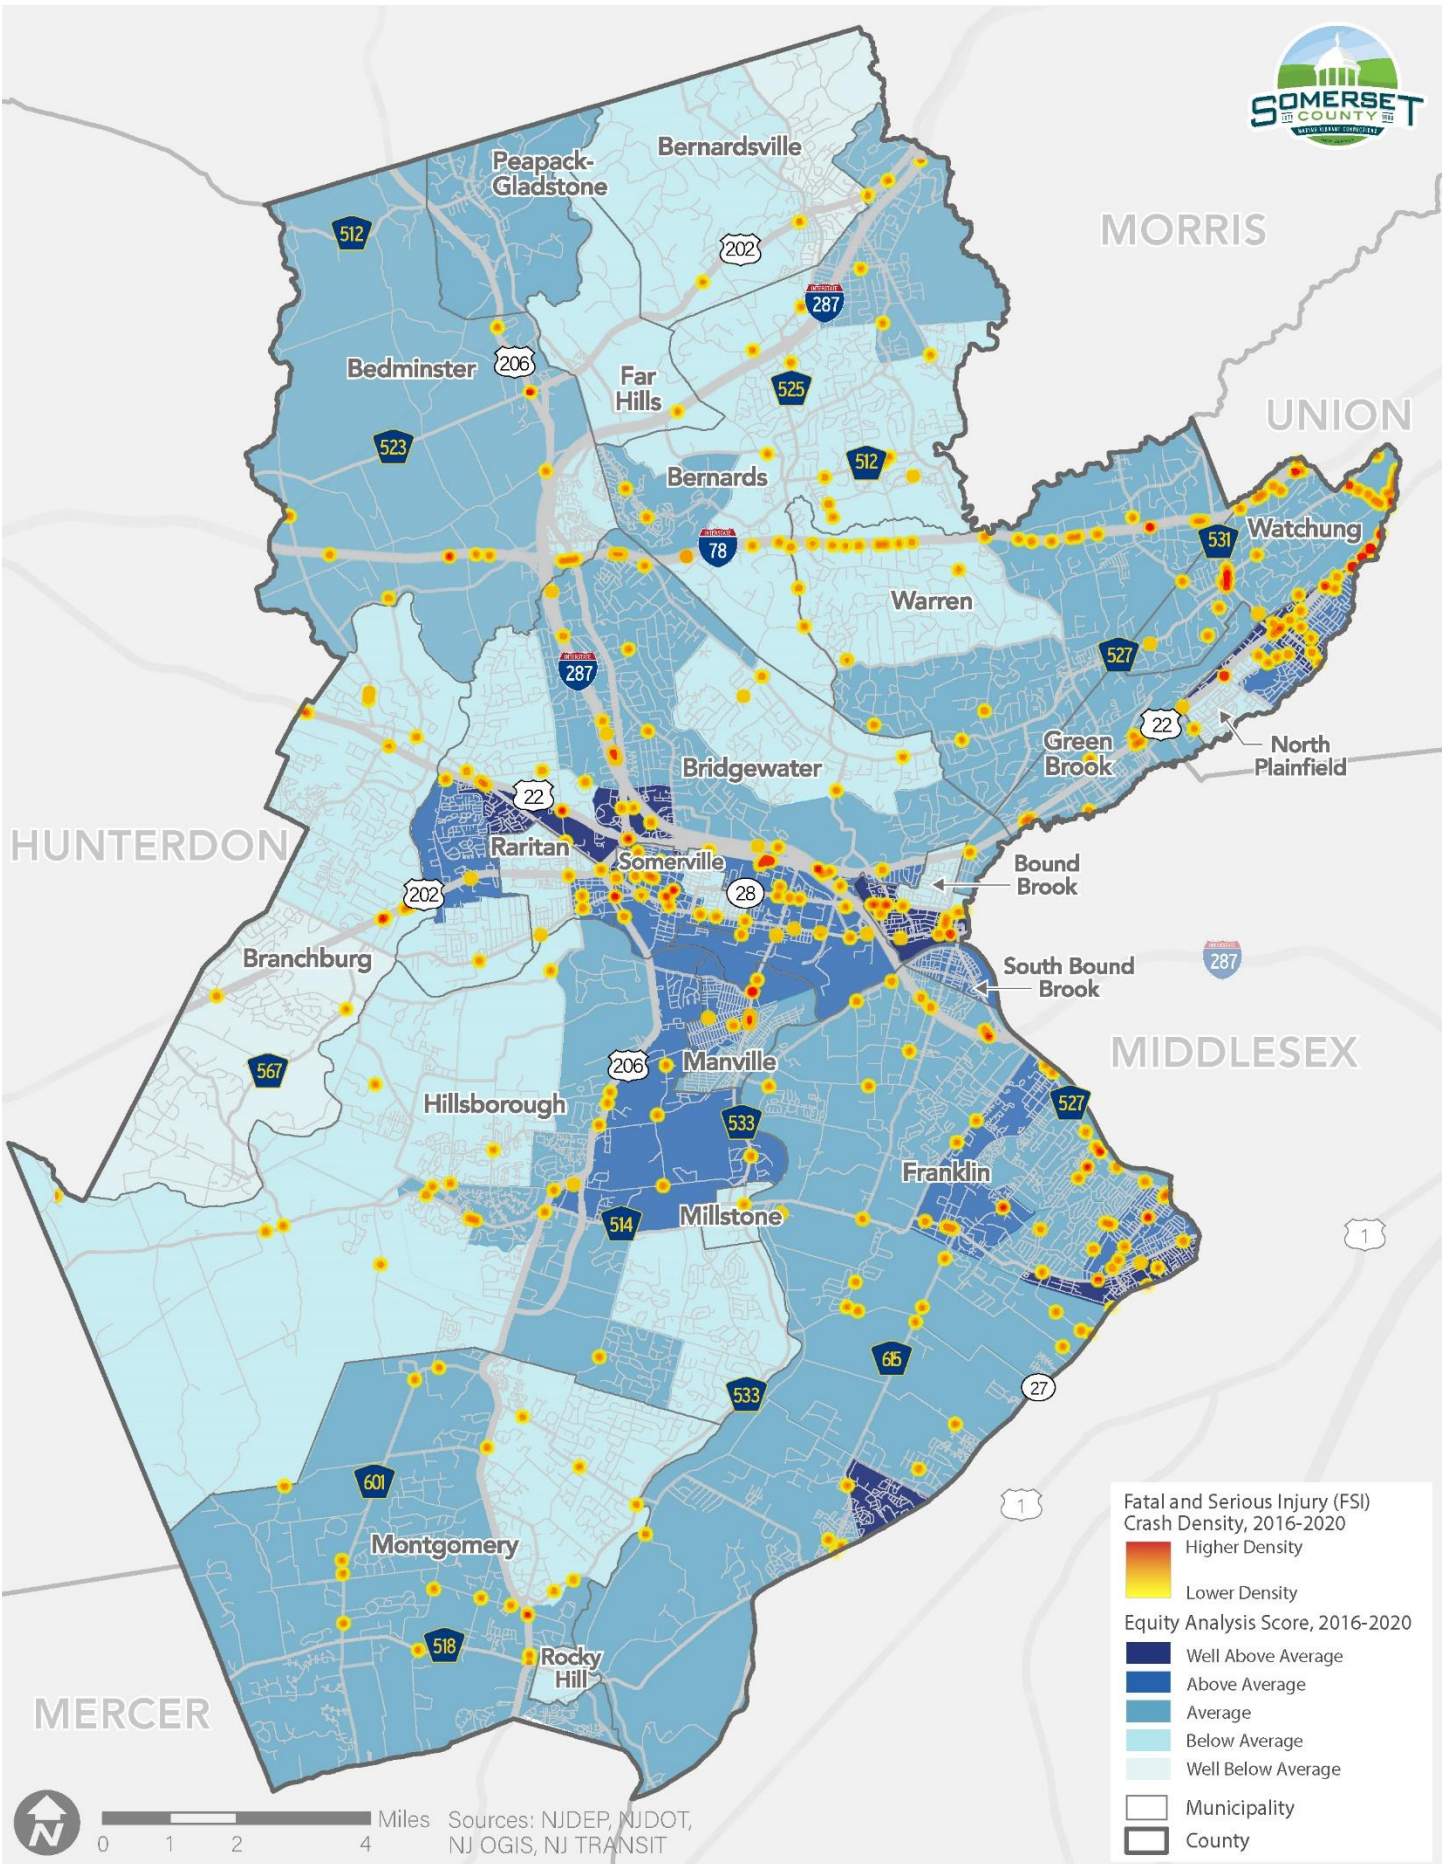 SOMERSET
COUNTY
Bernardsville
Peapack-
Gladstone
MORRIS
512
202
INTERSTATE
287
Bedminster
206
Far
Hills
525
UNION
523
512
Bernards
Watchung
INTERSTATE
78
531
Warren
527
INTERSTATE
287
22
Green
Brook
North
Plainfield
Bridgewater
22
HUNTERDON
Raritan
Somerville
Bound
Brook
202
28
Branchburg
South Bound
Brook
INTERSTATE
287
206
Manville
MIDDLESEX
567
Hillsborough
533
527
Franklin
514
Millstone
1
615
533
27
601
1
Montgomery
518
Rocky
Hill
MERCER
Fatal and Serious Injury (FSI)
Crash Density, 2016-2020
Higher Density
Lower Density
Equity Analysis Score, 2016-2020
Well Above Average
Above Average
Average
Below Average
Well Below Average
Municipality
County
N
Miles
0 1 2 4
Sources: NJDEP, NJDOT,
NJ OGIS, NJ TRANSIT